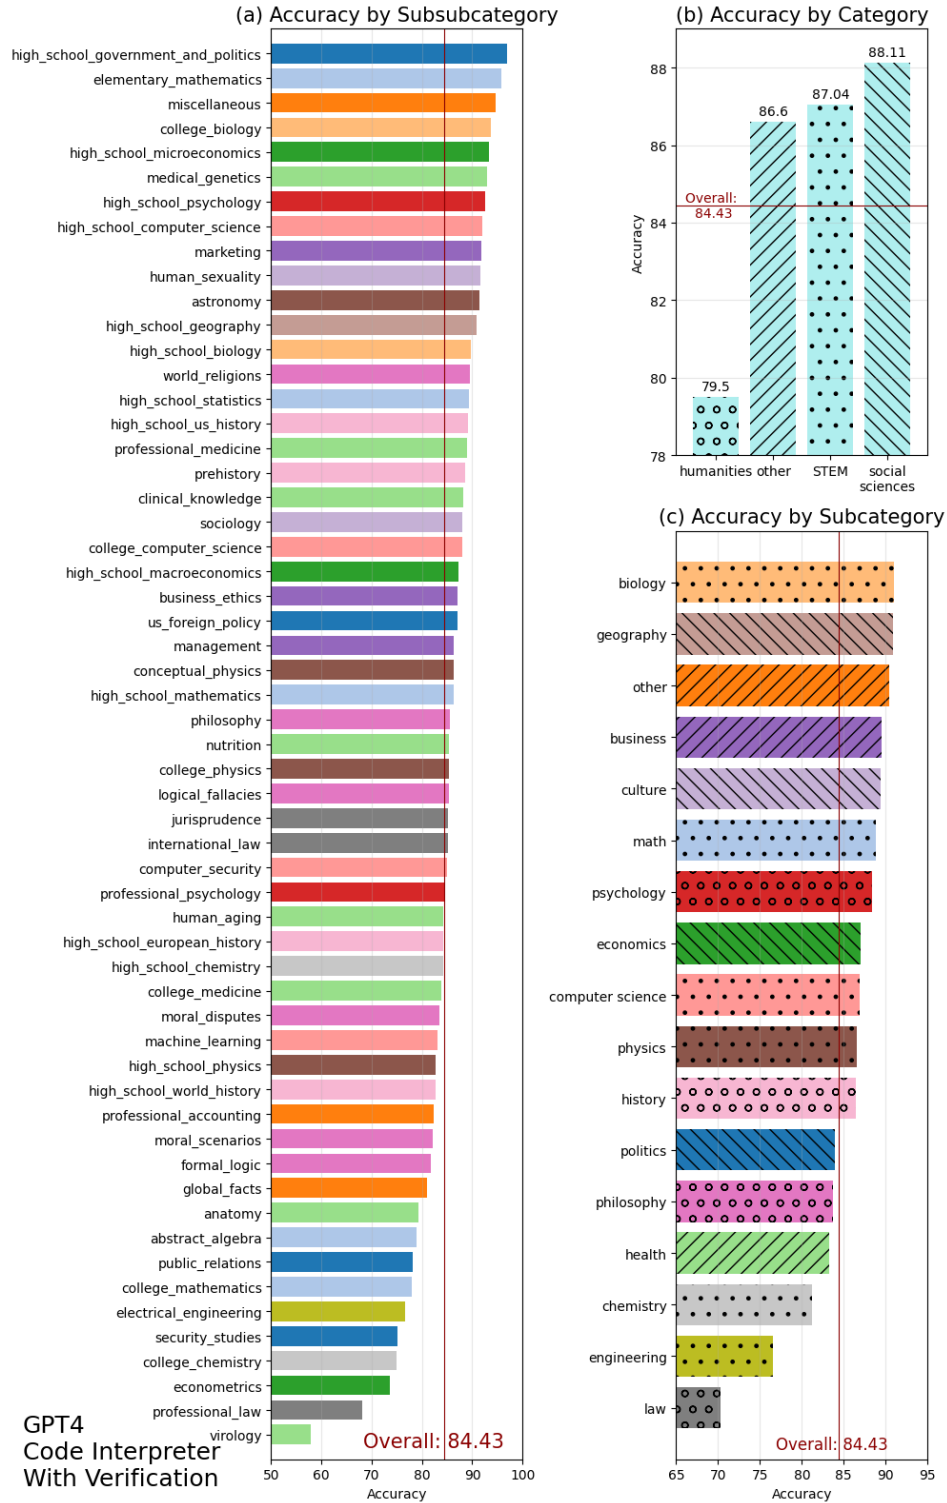 (a) Accuracy by Subsubcategory
high_school_government_and_politics
elementary_mathematics
miscellaneous
college_biology
high_school_microeconomics
medical_genetics
high_school_psychology
high_school_computer_science
marketing
human_sexuality
astronomy
high_school_geography
high_school_biology
world_religions
high_school_statistics
high_school_us_history
professional_medicine
prehistory
clinical_knowledge
sociology
college_computer_science
high_school_macroeconomics
business_ethics
us_foreign_policy
management
conceptual_physics
high_school_mathematics
philosophy
nutrition
college_physics
logical_fallacies
jurisprudence
international_law
computer_security
professional_psychology
human_aging
high_school_european_history
high_school_chemistry
college_medicine
moral_disputes
machine_learning
high_school_physics
high_school_world_history
professional_accounting
moral_scenarios
formal_logic
global_facts
anatomy
abstract_algebra
public_relations
college_mathematics
electrical_engineering
security_studies
college_chemistry
econometrics
professional_law
virology
Overall: 84.43
50 60 70 80 90 100
Accuracy
GPT4
Code Interpreter
With Verification
(b) Accuracy by Category
88
86
84
82
80
78
Accuracy
79.5
86.6
87.04
88.11
Overall:
84.43
humanities other STEM social
sciences
(c) Accuracy by Subcategory
biology
geography
other
business
culture
math
psychology
economics
computer science
physics
history
politics
philosophy
health
chemistry
engineering
law
Overall: 84.43
65 70 75 80 85 90 95
Accuracy